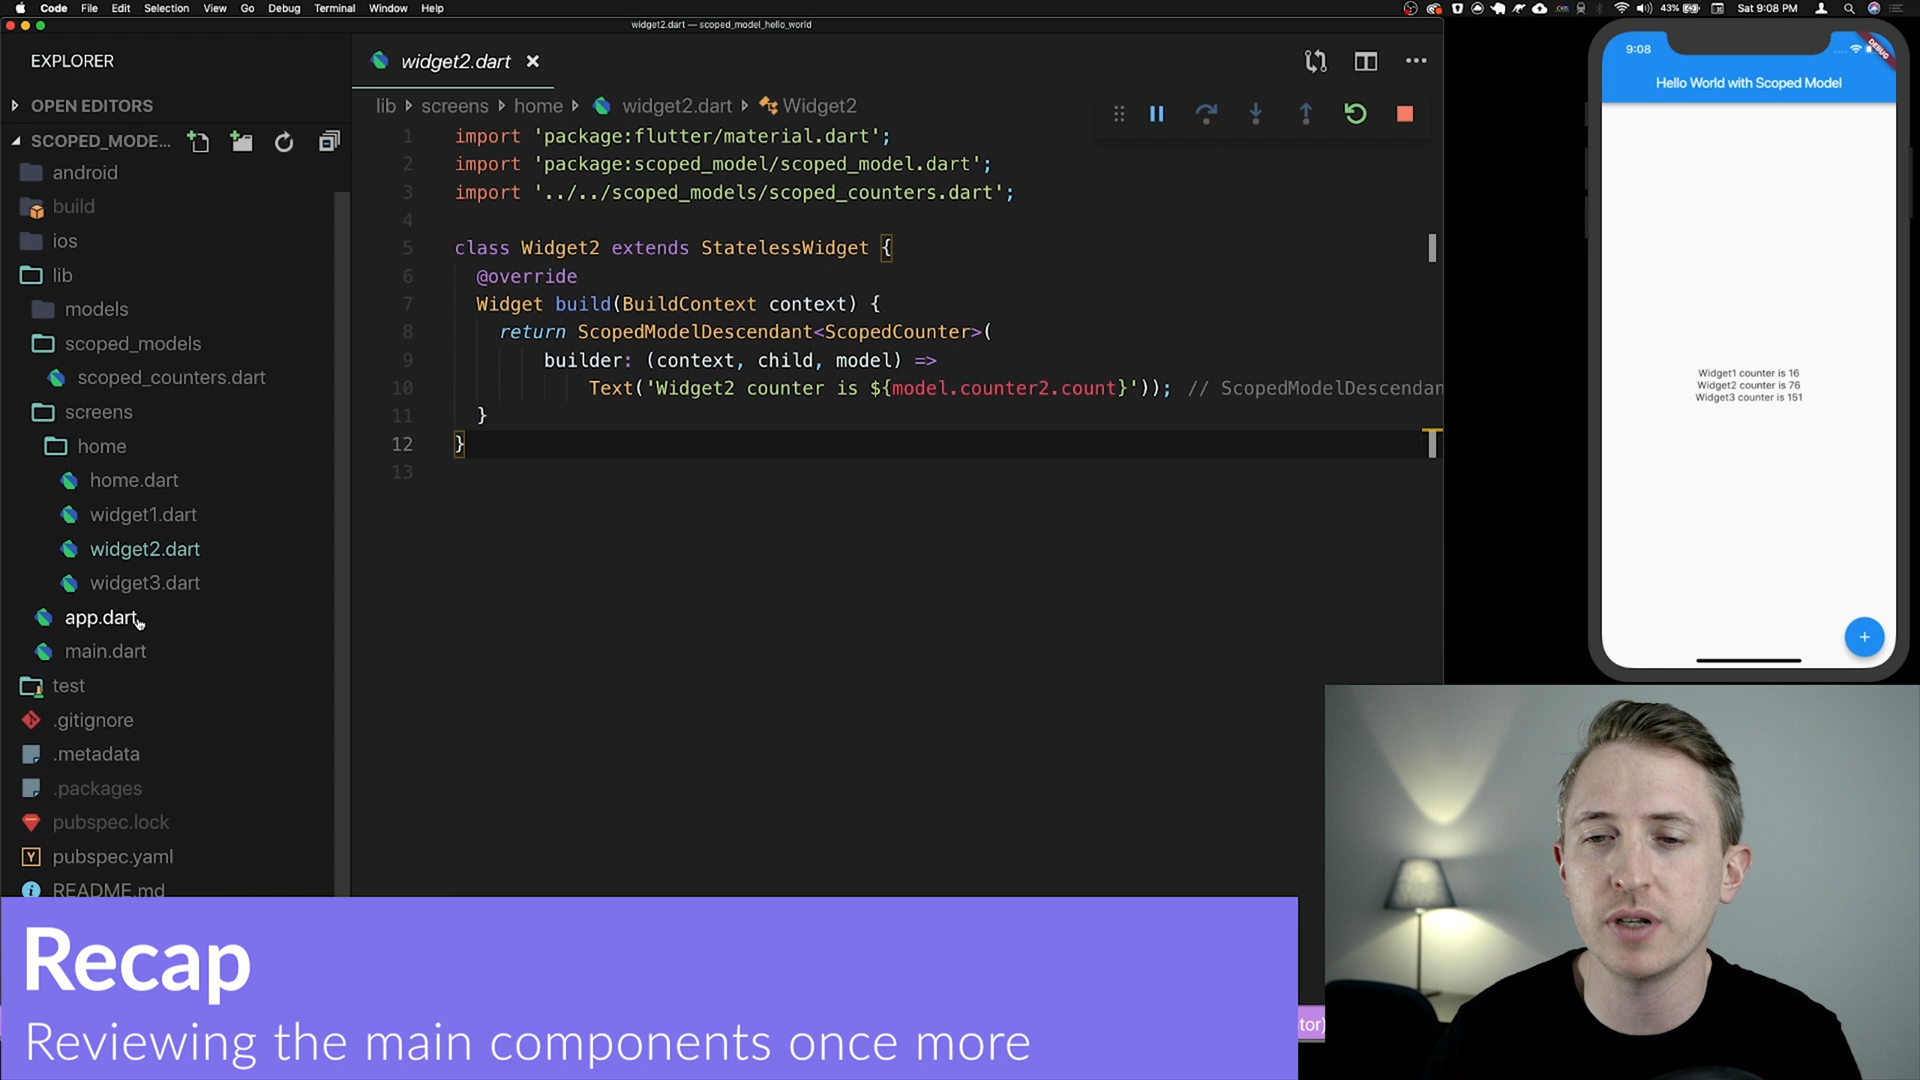 Code File Edit Selection View Go Debug Terminal Window Help
43% Sat 9:08 PM
widget2.dart — scoped_model_hello_world
EXPLORER
OPEN EDITORS
SCOPED_MODE...
android
build
ios
lib
models
scoped_models
scoped_counters.dart
screens
home
home.dart
widget1.dart
widget2.dart
widget3.dart
app.dart
main.dart
test
.gitignore
.metadata
.packages
pubspec.lock
pubspec.yaml
README.md
widget2.dart
lib screens home widget2.dart Widget2
1 import 'package:flutter/material.dart';
2 import 'package:scoped_model/scoped_model.dart';
3 import '../../scoped_models/scoped_counters.dart';
4
5 class Widget2 extends StatelessWidget {
6 @override
7 Widget build(BuildContext context) {
8 return ScopedModelDescendant<ScopedCounter>(
9 builder: (context, child, model) =>
10 Text('Widget2 counter is ${model.counter2.count}')); // ScopedModelDescendan
11 }
12 }
13
9:08
DEBUG
Hello World with Scoped Model
Widget1 counter is 16
Widget2 counter is 76
Widget3 counter is 151
+
Recap
Reviewing the main components once more
tor)